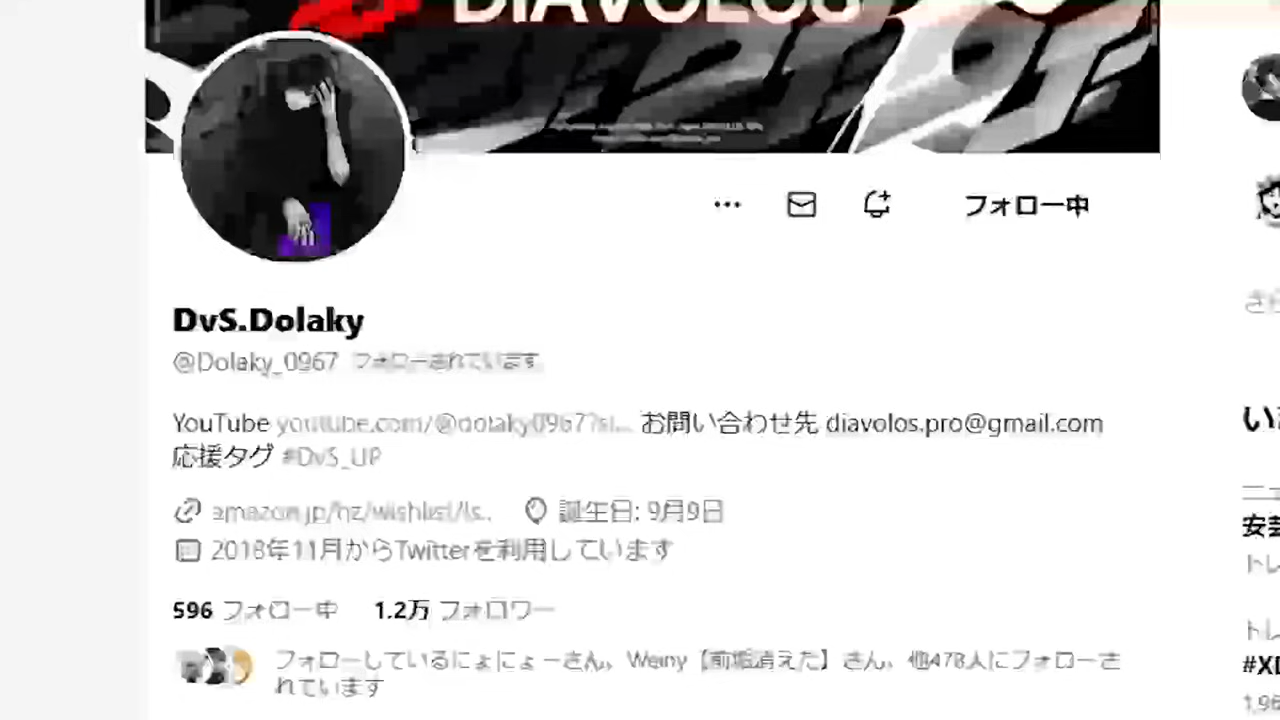 DIAVOLOS
フォロー中
DvS.Dolaky
@Dolaky_0967 フォローされています
YouTube youtube.com/@dolaky0967?si... お問い合わせ先 diavolos.pro@gmail.com
応援タグ #DvS_UP
amazon.jp/hz/wishlist/ls... 誕生日: 9月9日
2018年11月からTwitterを利用しています
596 フォロー中 1.2万 フォロワー
フォローしているにょにょーさん、Weiny【前垢消えた】さん、他478人にフォローさ
れています
トレ
トレ
1,96